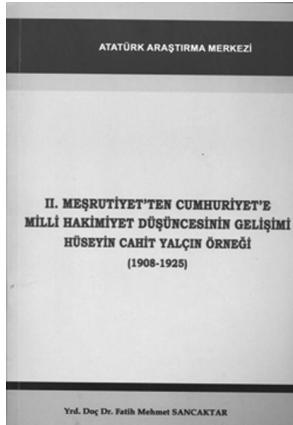 ATATÜRK ARAŞTIRMA MERKEZİ
II. MEŞRUTİYET'TEN CUMHURİYET'E
MİLLİ HAKİMİYET DÜŞÜNCESİNİN GELİŞİMİ
HÜSEYİN CAHİT YALÇIN ÖRNEĞİ
(1908-1925)
Yrd. Doç Dr. Fatih Mehmet SANCAKTAR